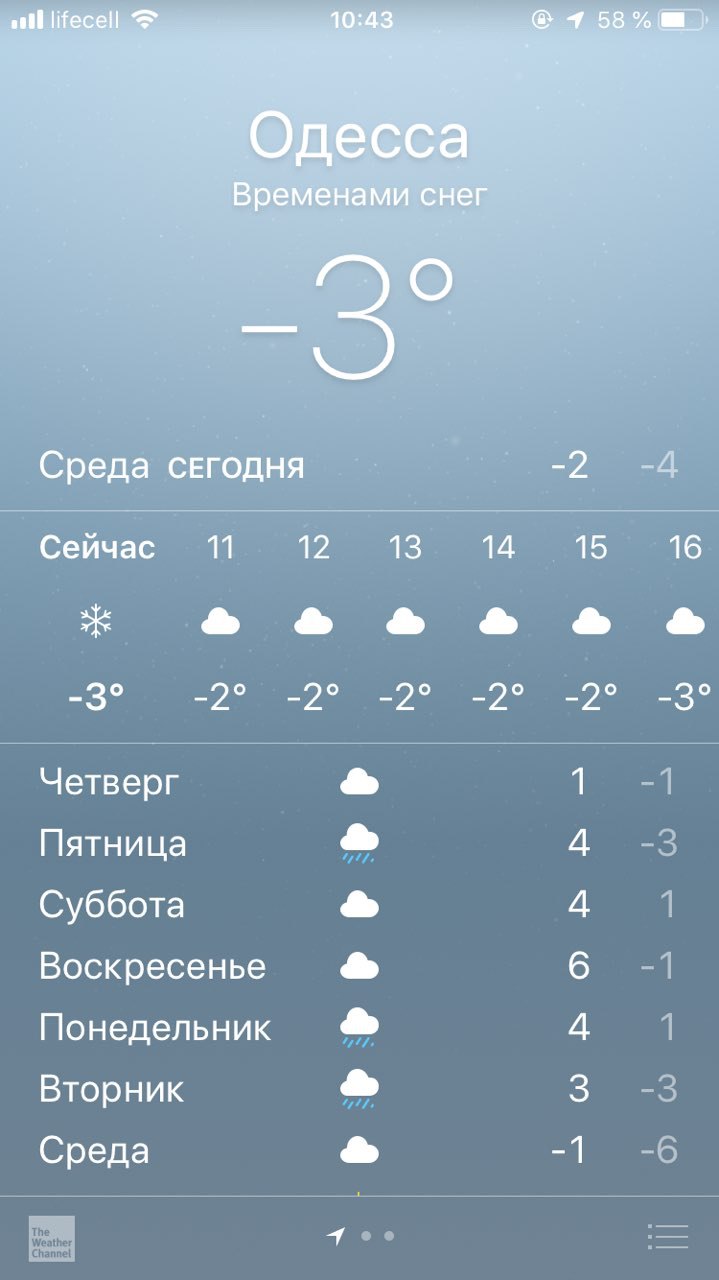 lifecell 10:43 58 %
Одесса
Временами снег
-3°
Среда СЕГОДНЯ -2 -4
Сейчас 11 12 13 14 15 16
-3° -2° -2° -2° -2° -2° -3°
Четверг 1 -1
Пятница 4 -3
Суббота 4 1
Воскресенье 6 -1
Понедельник 4 1
Вторник 3 -3
Среда -1 -6
The
Weather
Channel